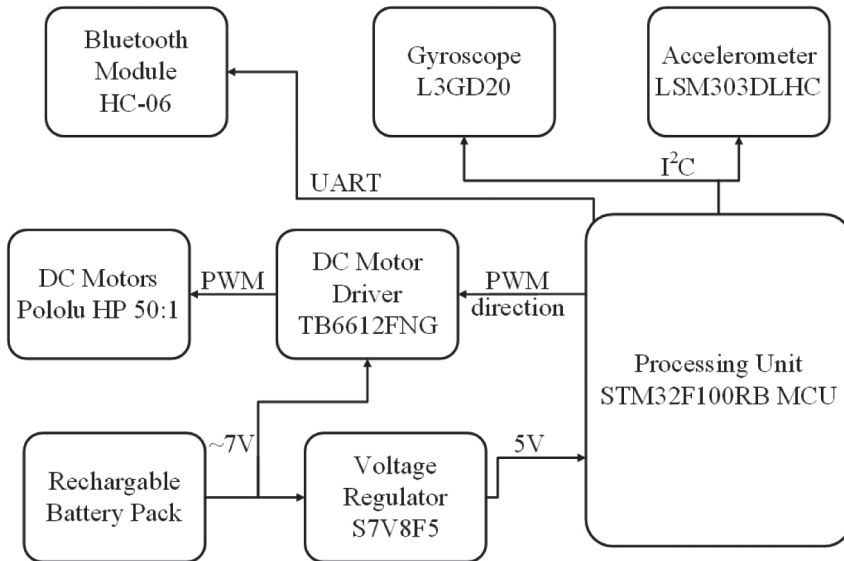 Bluetooth
Module
HC-06
Gyroscope
L3GD20
Accelerometer
LSM303DLHC
UART
I²C
DC Motors
Pololu HP 50:1
PWM
DC Motor
Driver
TB6612FNG
PWM
direction
Processing Unit
STM32F100RB MCU
Rechargable
Battery Pack
~7V
Voltage
Regulator
S7V8F5
5V